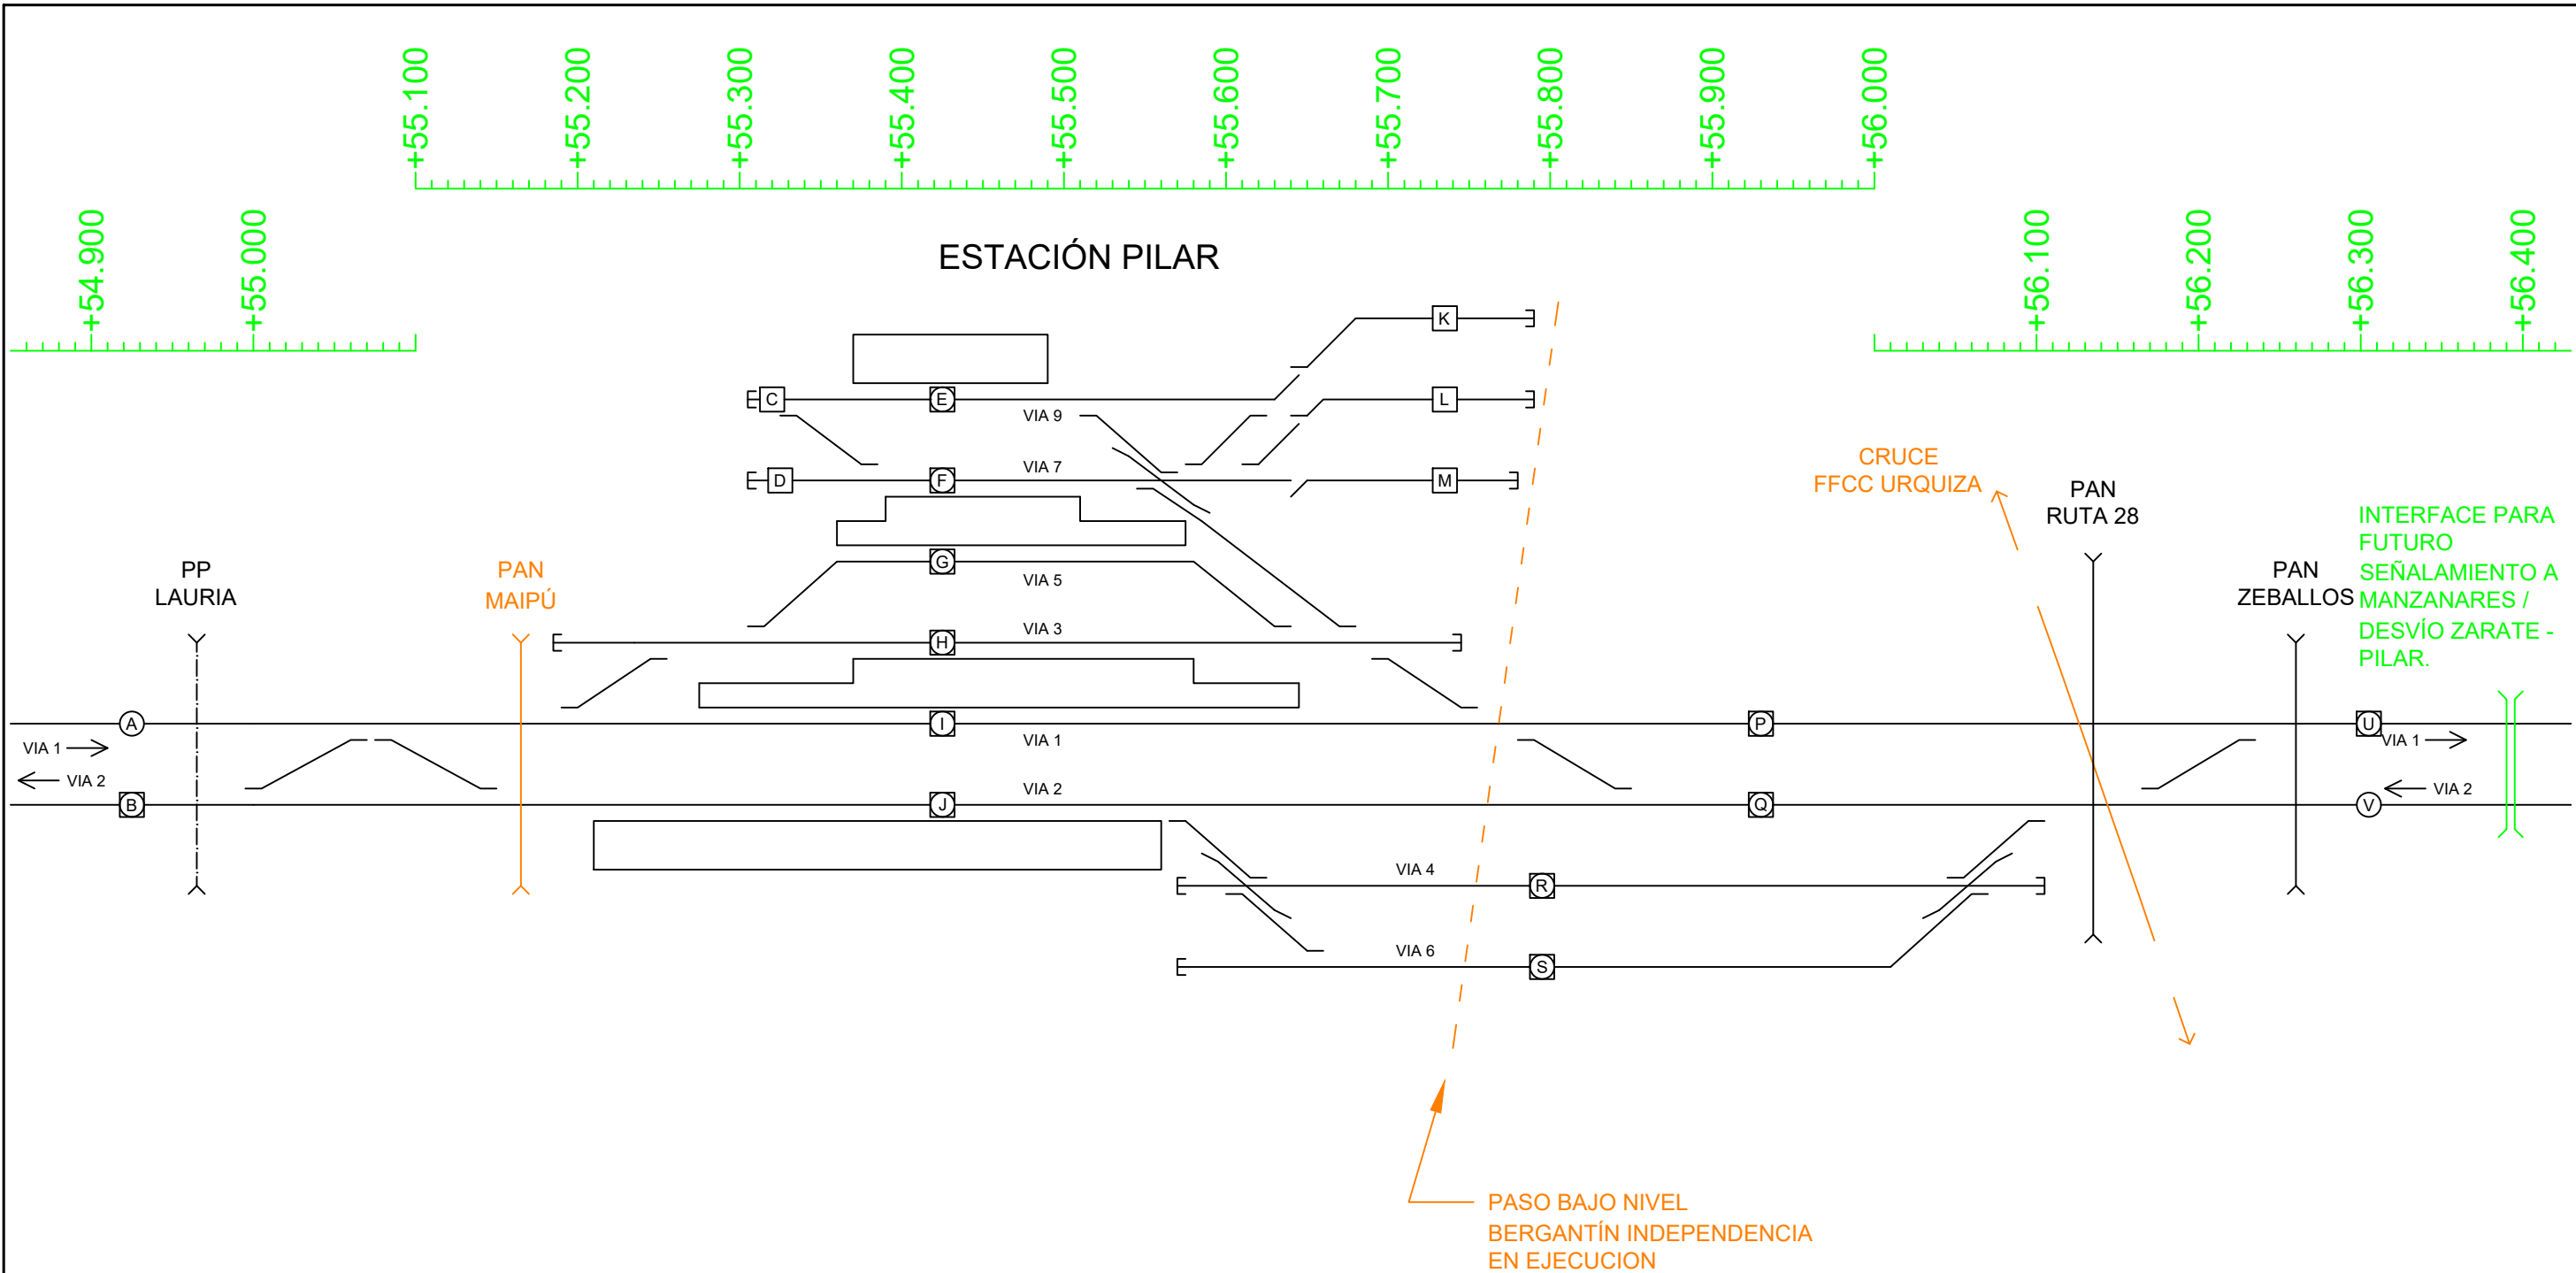 +55.100
+55.200
+55.300
+55.400
+55.500
+55.600
+55.700
+55.800
+55.900
+56.000
+54.900
+55.000
+56.100
+56.200
+56.300
+56.400
ESTACIÓN PILAR
K
C
E
L
VIA 9
D
F
VIA 7
M
CRUCE
FFCC URQUIZA
PAN
RUTA 28
INTERFACE PARA
FUTURO
SEÑALAMIENTO A
MANZANARES /
DESVÍO ZARATE -
PILAR.
PP
LAURIA
PAN
MAIPÚ
G
VIA 5
PAN
ZEBALLOS
H
VIA 3
A
I
P
U
VIA 1
VIA 1
VIA 1
VIA 2
VIA 2
VIA 2
B
J
Q
V
VIA 4
R
VIA 6
S
PASO BAJO NIVEL
BERGANTÍN INDEPENDENCIA
EN EJECUCION